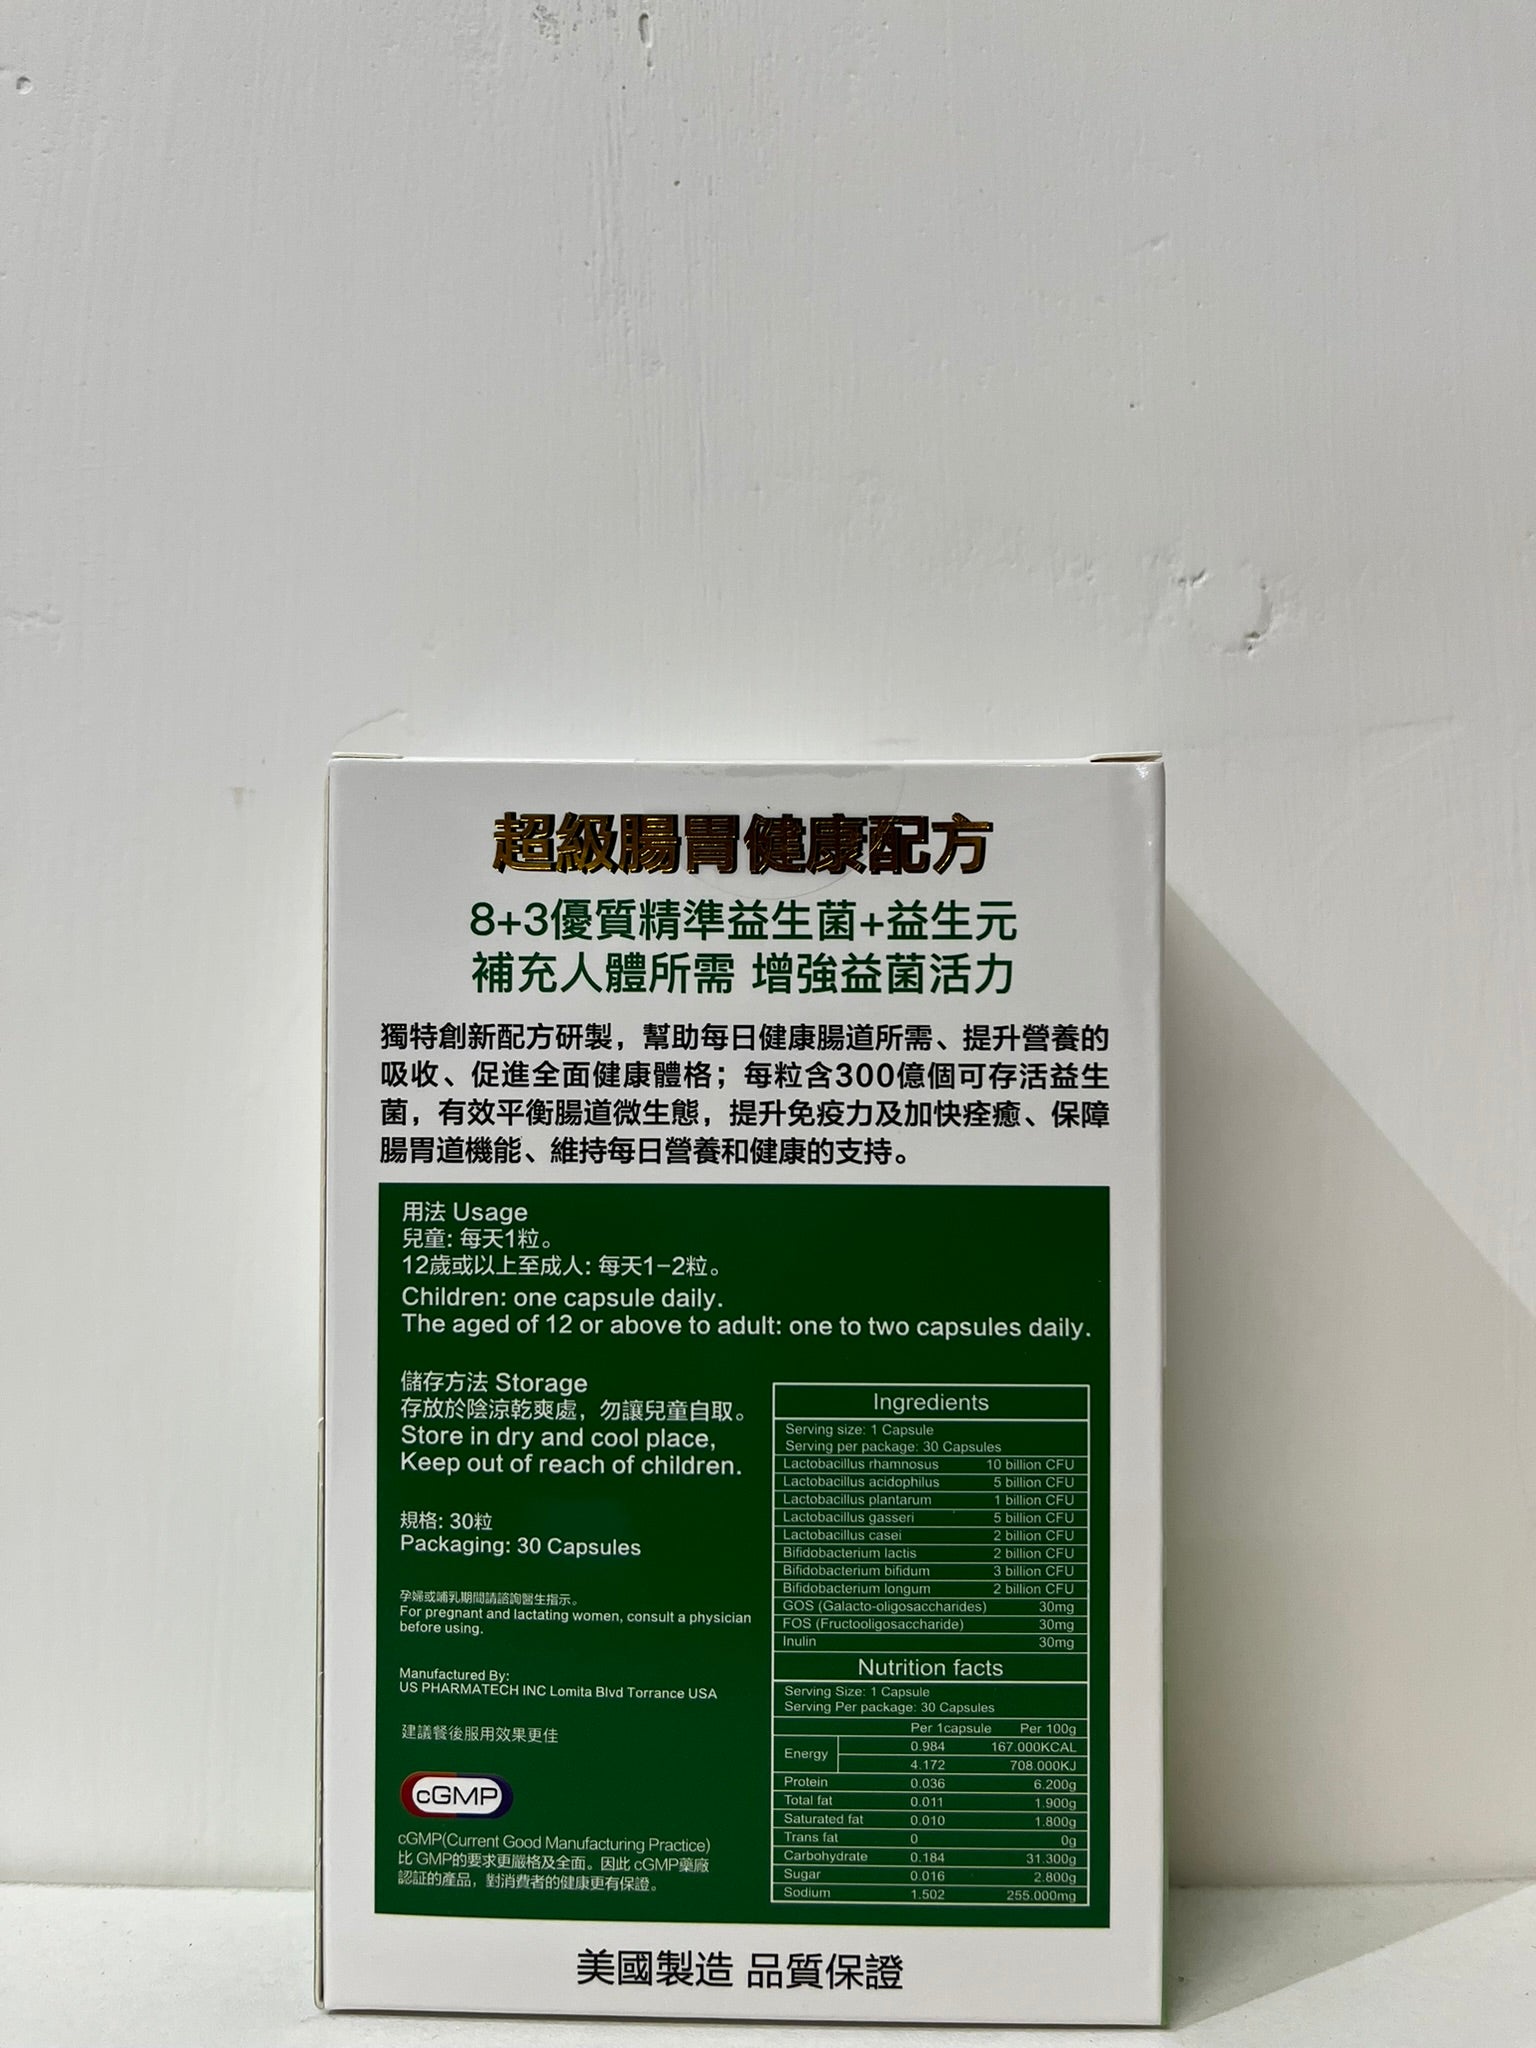 超級腸胃健康配方
8+3優質精準益生菌+益生元
補充人體所需 增強益菌活力
獨特創新配方研製，幫助每日健康腸道所需、提升營養的
吸收、促進全面健康體格；每粒含300億個可存活益生
菌，有效平衡腸道微生態，提升免疫力及加快痊癒、保障
腸胃道機能、維持每日營養和健康的支持。
用法 Usage
兒童: 每天1粒。
12歲或以上至成人: 每天1-2粒。
Children: one capsule daily.
The aged of 12 or above to adult: one to two capsules daily.
儲存方法 Storage
存放於陰涼乾爽處，勿讓兒童自取。
Store in dry and cool place,
Keep out of reach of children.
規格: 30粒
Packaging: 30 Capsules
孕婦或哺乳期間請諮詢醫生指示。
For pregnant and lactating women, consult a physician
before using.
Manufactured By:
US PHARMATECH INC Lomita Blvd Torrance USA
建議餐後服用效果更佳
cGMP
cGMP(Current Good Manufacturing Practice)
比 GMP的要求更嚴格及全面。因此 cGMP藥廠
認証的產品，對消費者的健康更有保證。
Ingredients
Serving size: 1 Capsule
Serving per package: 30 Capsules
Lactobacillus rhamnosus 10 billion CFU
Lactobacillus acidophilus 5 billion CFU
Lactobacillus plantarum 1 billion CFU
Lactobacillus gasseri 5 billion CFU
Lactobacillus casei 2 billion CFU
Bifidobacterium lactis 2 billion CFU
Bifidobacterium bifidum 3 billion CFU
Bifidobacterium longum 2 billion CFU
GOS (Galacto-oligosaccharides) 30mg
FOS (Fructooligosaccharide) 30mg
Inulin 30mg
Nutrition facts
Serving Size: 1 Capsule
Serving Per package: 30 Capsules
Per 1capsule Per 100g
Energy 0.984 167.000KCAL
4.172 708.000KJ
Protein 0.036 6.200g
Total fat 0.011 1.900g
Saturated fat 0.010 1.800g
Trans fat 0 0g
Carbohydrate 0.184 31.300g
Sugar 0.016 2.800g
Sodium 1.502 255.000mg
美國製造 品質保證